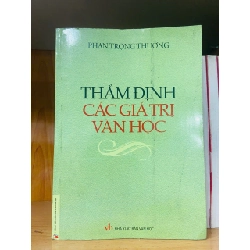 PHAN TRỌNG THƯỞNG
THẨM ĐỊNH
CÁC GIÁ TRỊ
VĂN HỌC